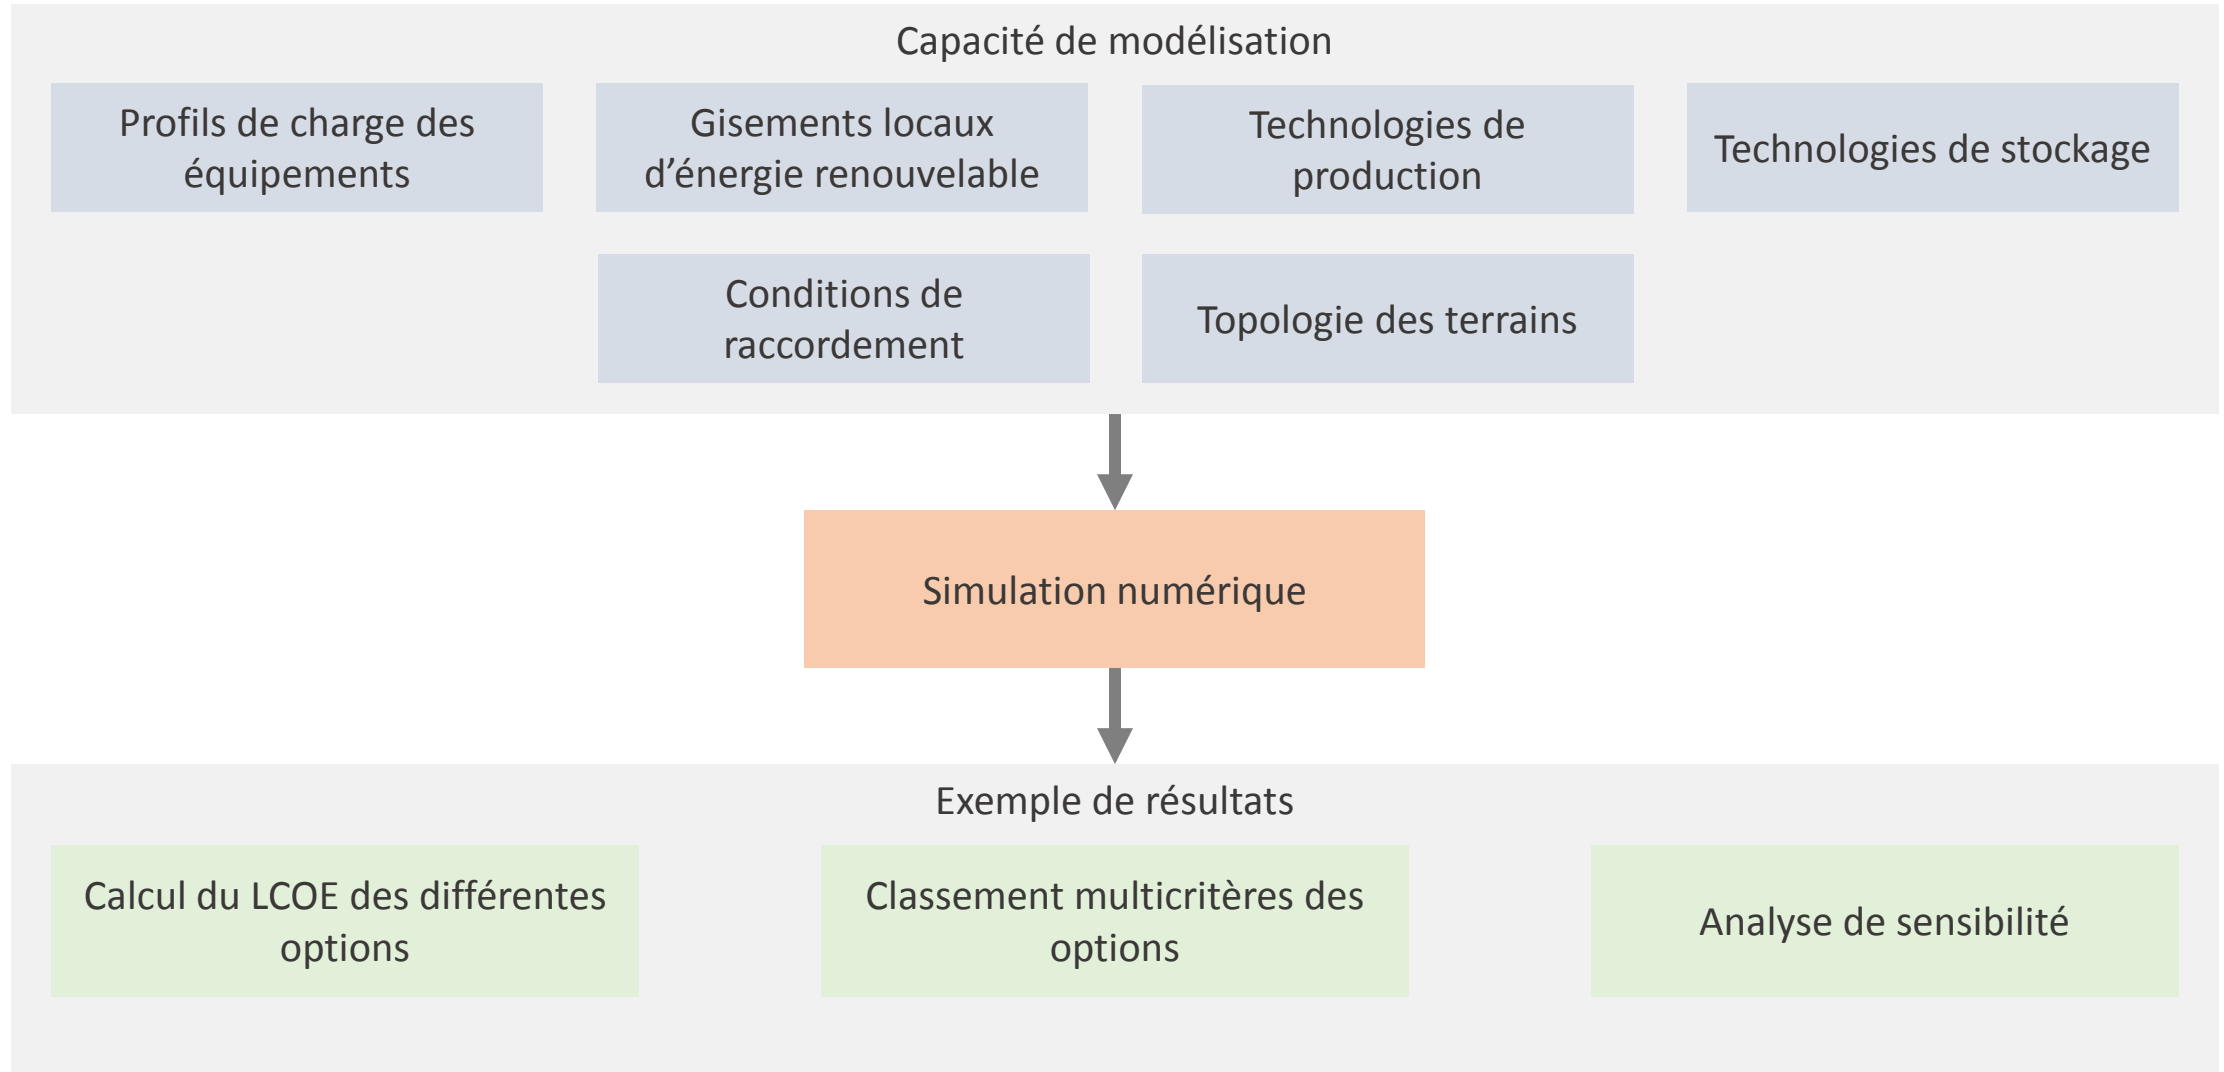 Capacité de modélisation
Profils de charge des
équipements
Gisements locaux
d’énergie renouvelable
Technologies de
production
Technologies de stockage
Conditions de
raccordement
Topologie des terrains
Simulation numérique
Exemple de résultats
Calcul du LCOE des différentes
options
Classement multicritères des
options
Analyse de sensibilité